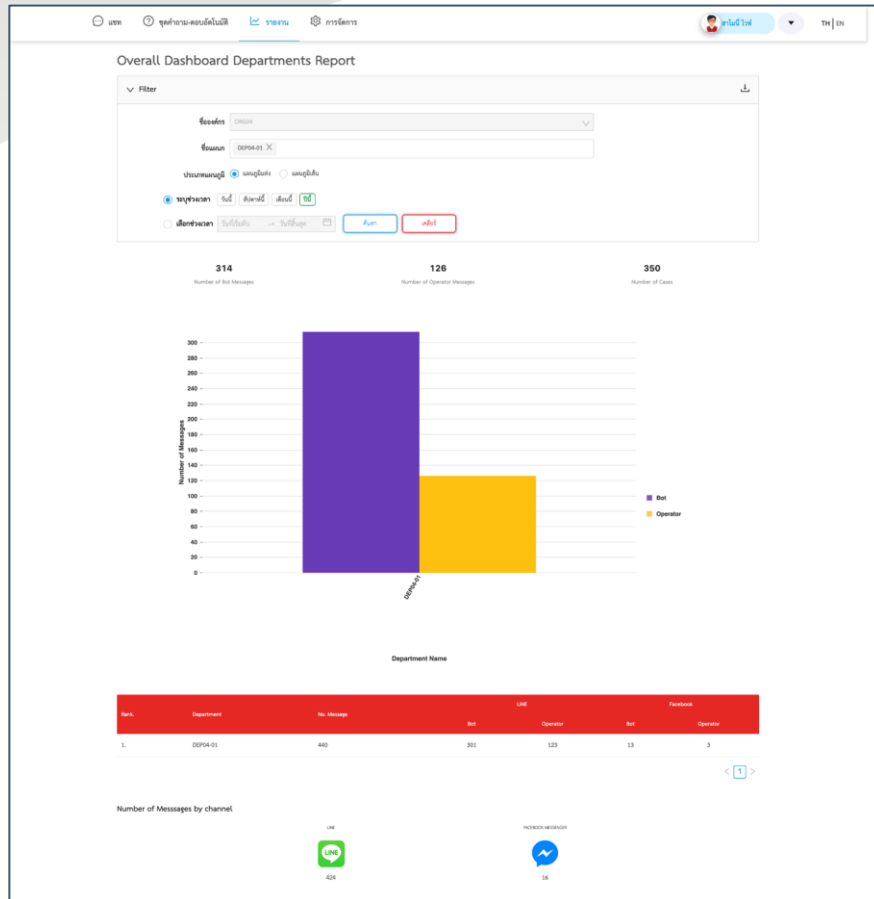 แชท ชุดคำถาม-ตอบอัตโนมัติ รายงาน การจัดการ TH | EN
Overall Dashboard Departments Report
Filter
ชื่อองค์กร ORG04
ชื่อแผนก DEP04-01
ประเภทแผนภูมิ แผนภูมิแท่ง แผนภูมิเส้น
ระบุช่วงเวลา วันนี้ สัปดาห์นี้ เดือนนี้ ปีนี้
เลือกช่วงเวลา วันที่เริ่มต้น → วันที่สิ้นสุด ค้นหา เคลียร์
314 126 350
Number of Bot Messages Number of Operator Messages Number of Cases
300
280
260
240
220
200
180
160
140
120
100
80
60
40
20
0
Number of Messages
Bot
Operator
DEP04-01
Department Name
Rank. Department No. Message LINE Facebook
Bot Operator Bot Operator
1. DEP04-01 440 301 123 13 3
< 1 >
Number of Messsages by channel
LINE FACEBOOK MESSENGER
LINE
424 16